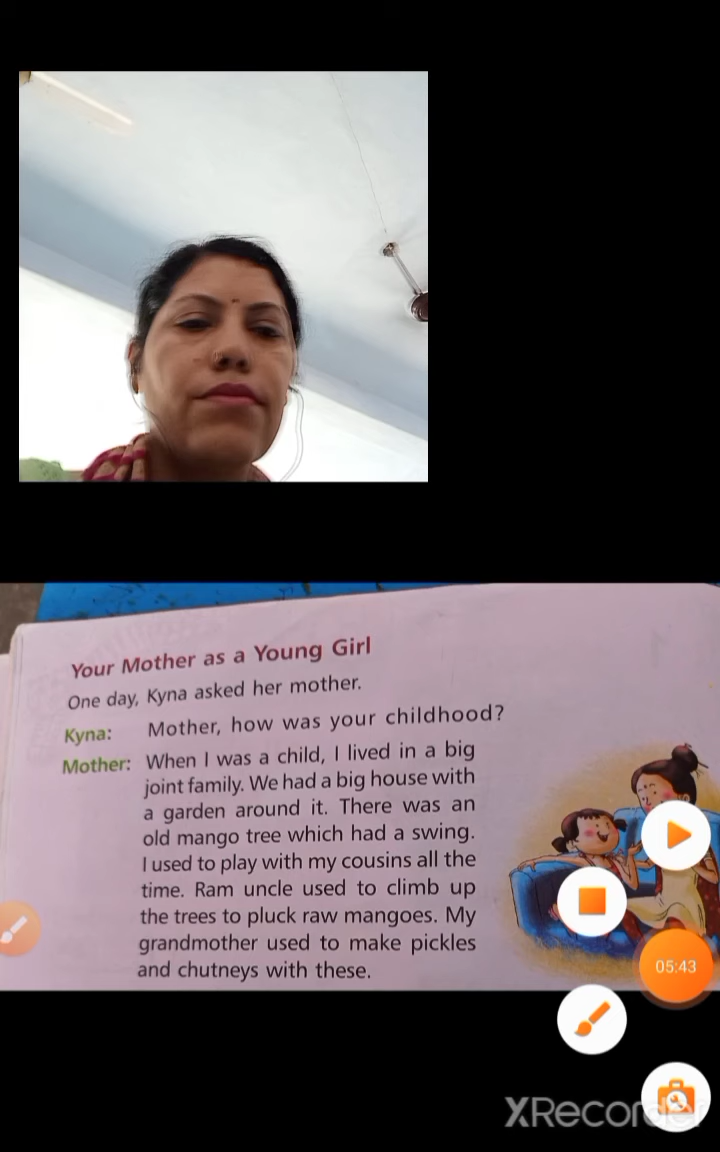 Your Mother as a Young Girl
One day, Kyna asked her mother.
Kyna: Mother, how was your childhood?
Mother: When I was a child, I lived in a big
joint family. We had a big house with
a garden around it. There was an
old mango tree which had a swing.
I used to play with my cousins all the
time. Ram uncle used to climb up
the trees to pluck raw mangoes. My
grandmother used to make pickles
and chutneys with these.
05:43
XRecorder